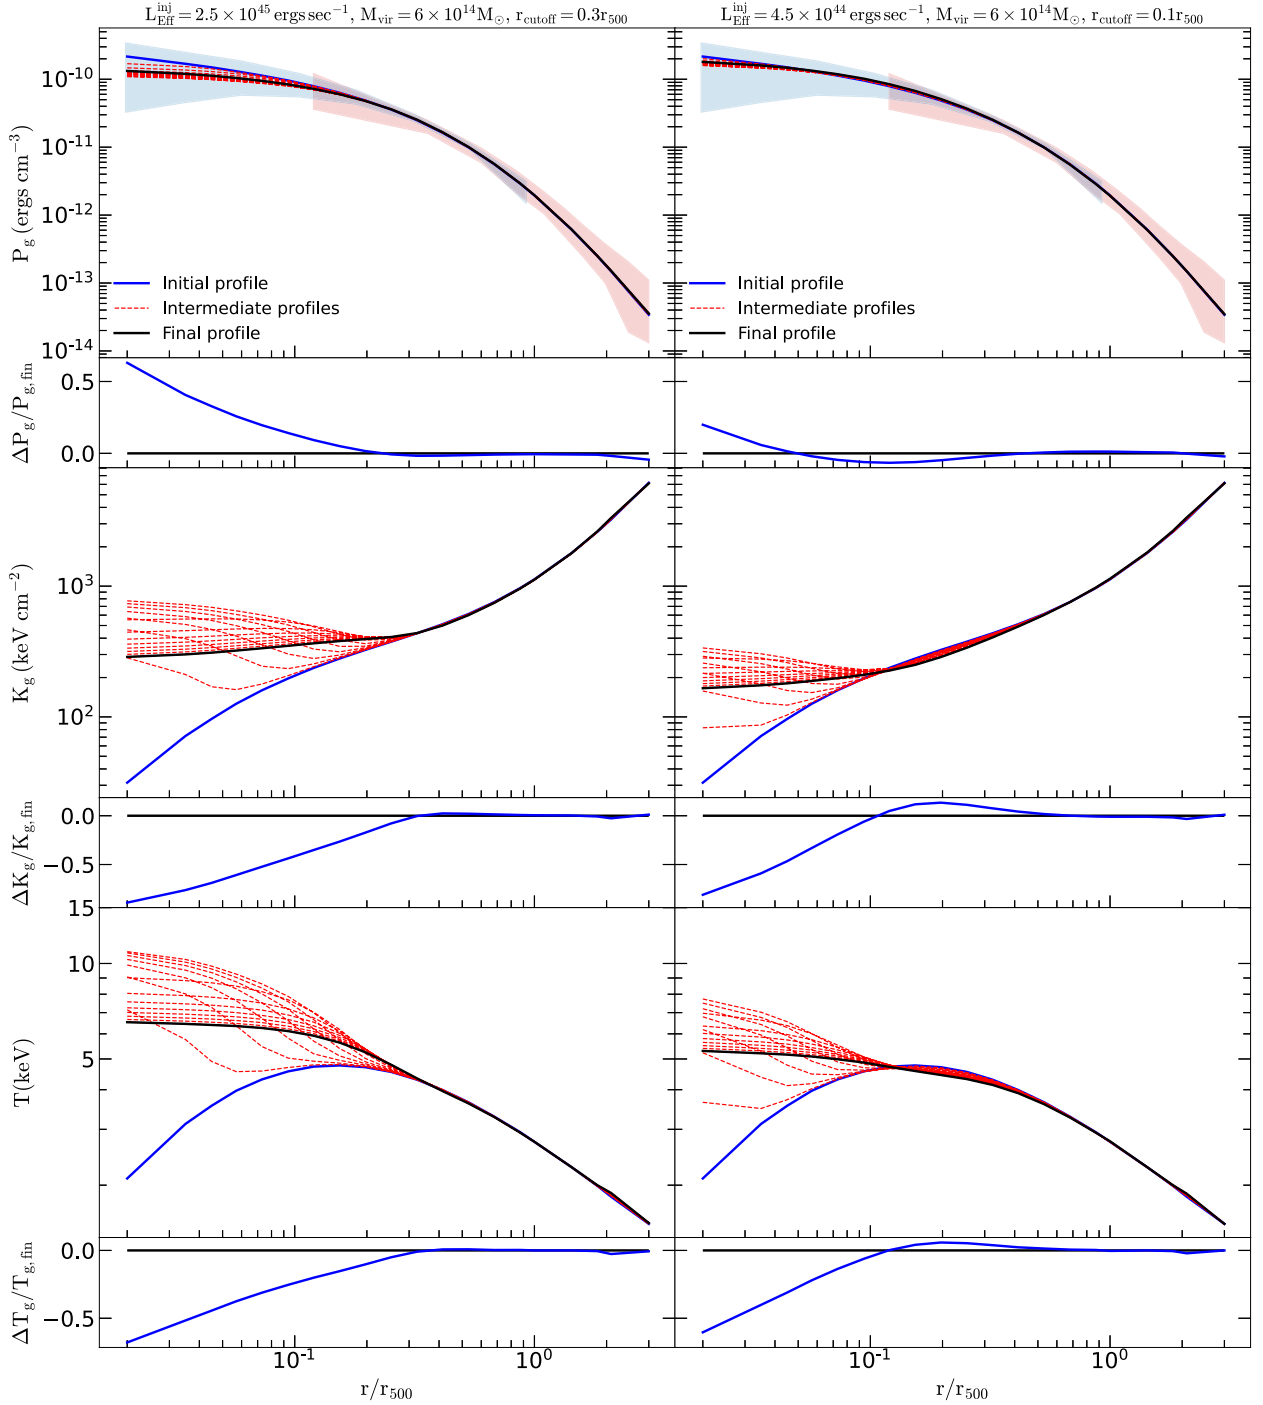 L_Eff^inj = 2.5 × 10^45 ergs sec^−1, M_vir = 6 × 10^14 M_⊙, r_cutoff = 0.3r_500
L_Eff^inj = 4.5 × 10^44 ergs sec^−1, M_vir = 6 × 10^14 M_⊙, r_cutoff = 0.1r_500
P_g (ergs cm^−3)
10^-10
10^-11
10^-12
10^-13
10^-14
Initial profile
Intermediate profiles
Final profile
Initial profile
Intermediate profiles
Final profile
ΔP_g/P_g,fin
0.5
0.0
K_g (keV cm^−2)
10^3
10^2
ΔK_g/K_g,fin
0.0
−0.5
T(keV)
15
10
5
ΔT_g/T_g,fin
0.0
−0.5
10^-1
10^0
10^-1
10^0
r/r_500
r/r_500